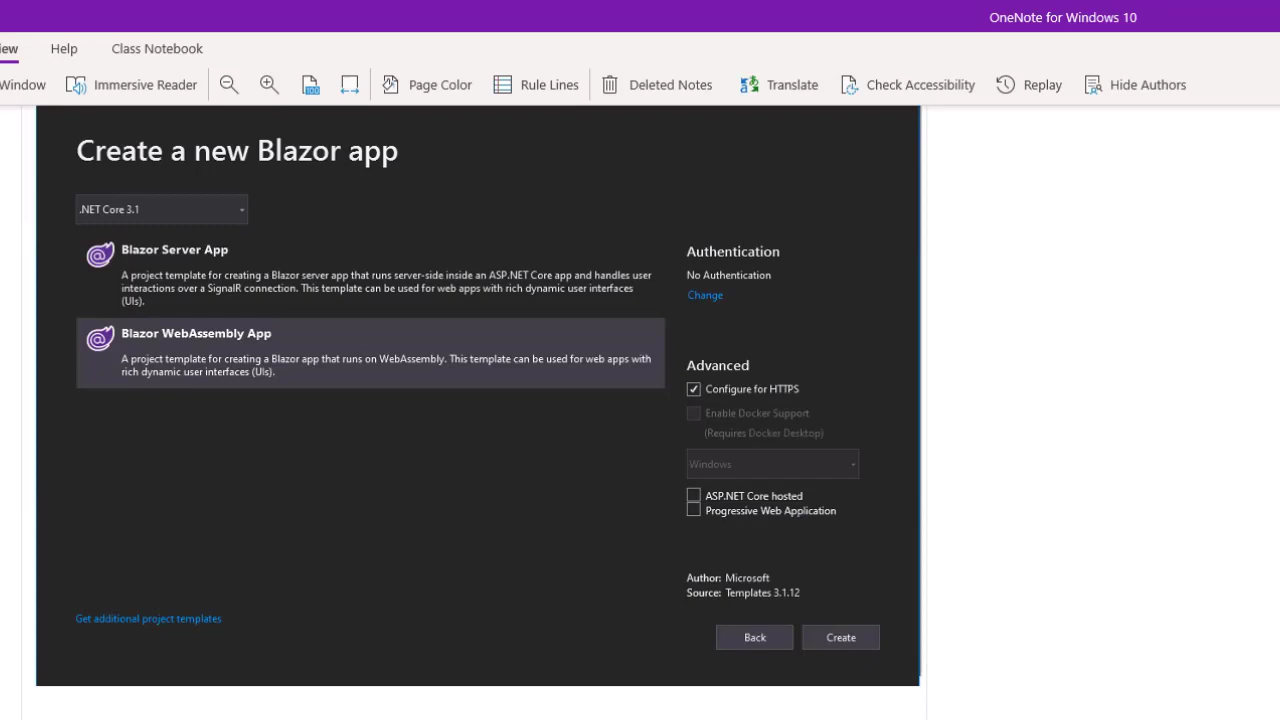 OneNote for Windows 10
iew Help Class Notebook
Window Immersive Reader Page Color Rule Lines Deleted Notes Translate Check Accessibility Replay Hide Authors
Create a new Blazor app
.NET Core 3.1
Blazor Server App
A project template for creating a Blazor server app that runs server-side inside an ASP.NET Core app and handles user
interactions over a SignalR connection. This template can be used for web apps with rich dynamic user interfaces
(UIs).
Blazor WebAssembly App
A project template for creating a Blazor app that runs on WebAssembly. This template can be used for web apps with
rich dynamic user interfaces (UIs).
Get additional project templates
Authentication
No Authentication
Change
Advanced
Configure for HTTPS
Enable Docker Support
(Requires Docker Desktop)
Windows
ASP.NET Core hosted
Progressive Web Application
Author: Microsoft
Source: Templates 3.1.12
Back Create